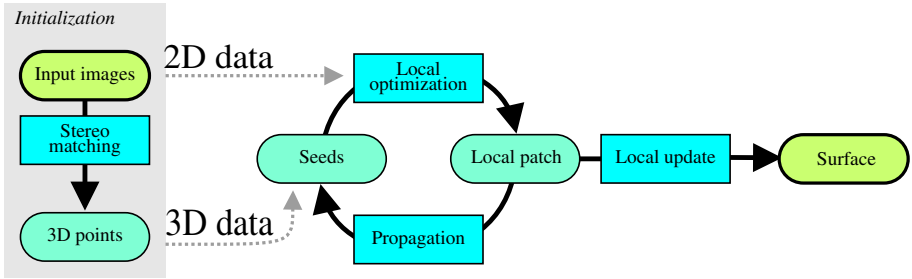 Initialization
Input images
Stereo
matching
3D points
2D data
3D data
Local
optimization
Seeds
Local patch
Propagation
Local update
Surface